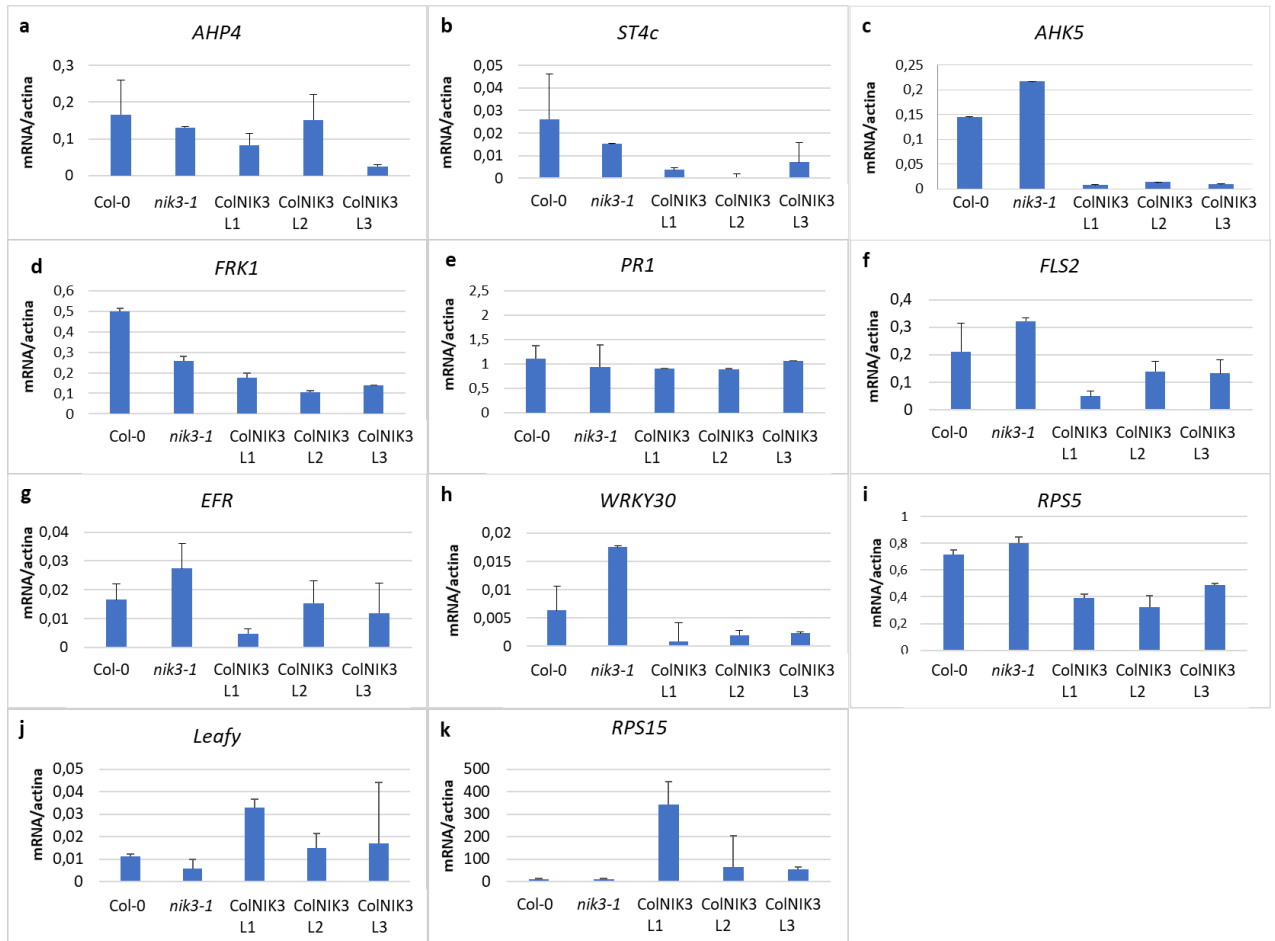 a
AHP4
mRNA/actina
0,3
0,2
0,1
0
Col-0 nik3-1 ColNIK3 ColNIK3 ColNIK3
L1 L2 L3
b
ST4c
mRNA/actina
0,05
0,04
0,03
0,02
0,01
0
Col-0 nik3-1 ColNIK3 ColNIK3 ColNIK3
L1 L2 L3
c
AHK5
mRNA/actina
0,25
0,2
0,15
0,1
0,05
0
Col-0 nik3-1 ColNIK3 ColNIK3 ColNIK3
L1 L2 L3
d
FRK1
mRNA/actina
0,6
0,5
0,4
0,3
0,2
0,1
0
Col-0 nik3-1 ColNIK3 ColNIK3 ColNIK3
L1 L2 L3
e
PR1
mRNA/actina
2,5
2
1,5
1
0,5
0
Col-0 nik3-1 ColNIK3 ColNIK3 ColNIK3
L1 L2 L3
f
FLS2
mRNA/actina
0,4
0,3
0,2
0,1
0
Col-0 nik3-1 ColNIK3 ColNIK3 ColNIK3
L1 L2 L3
g
EFR
mRNA/actina
0,04
0,03
0,02
0,01
0
Col-0 nik3-1 ColNIK3 ColNIK3 ColNIK3
L1 L2 L3
h
WRKY30
mRNA/actina
0,02
0,015
0,01
0,005
0
Col-0 nik3-1 ColNIK3 ColNIK3 ColNIK3
L1 L2 L3
i
RPS5
mRNA/actina
1
0,8
0,6
0,4
0,2
0
Col-0 nik3-1 ColNIK3 ColNIK3 ColNIK3
L1 L2 L3
j
Leafy
mRNA/actina
0,05
0,04
0,03
0,02
0,01
0
Col-0 nik3-1 ColNIK3 ColNIK3 ColNIK3
L1 L2 L3
k
RPS15
mRNA/actina
500
400
300
200
100
0
Col-0 nik3-1 ColNIK3 ColNIK3 ColNIK3
L1 L2 L3